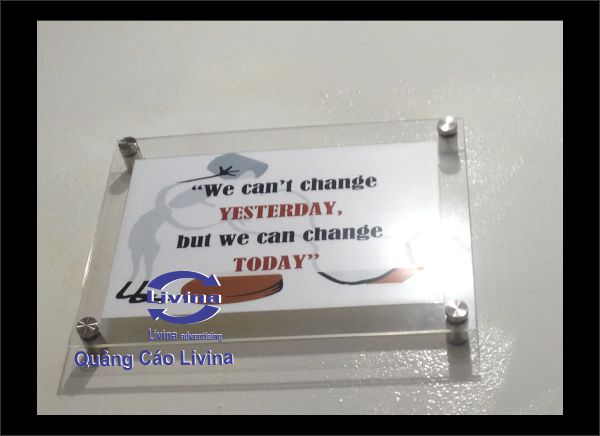 “We can't change
YESTERDAY,
but we can change
TODAY”
Livina
Livina advertising
Quảng Cáo Livina